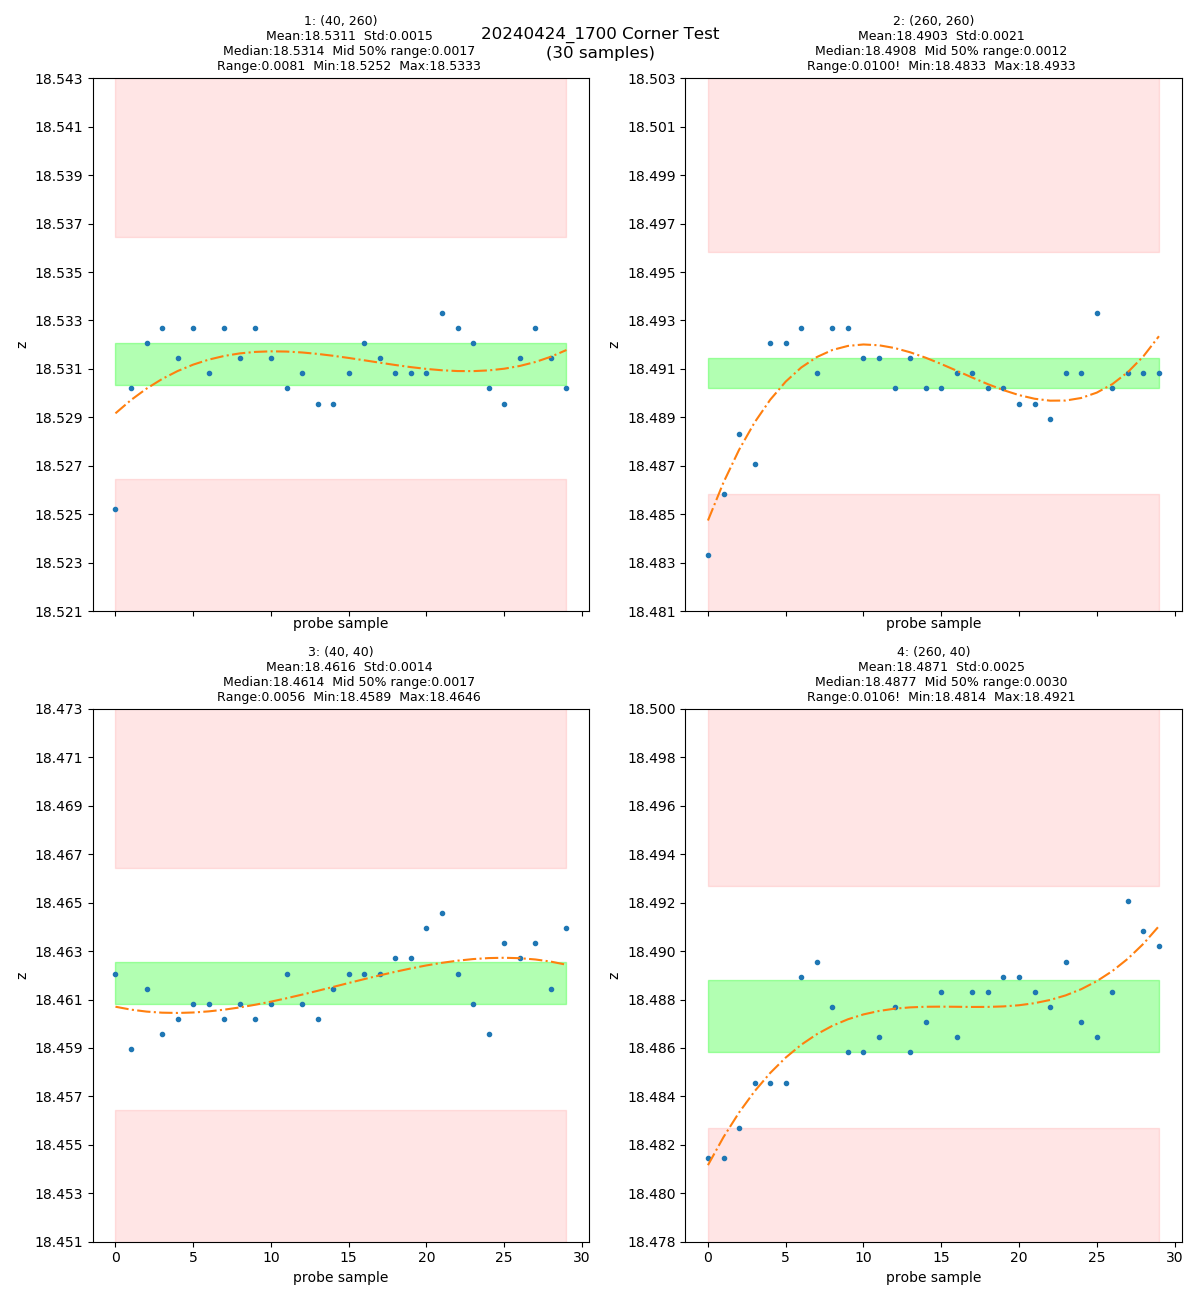 20240424_1700 Corner Test
(30 samples)
1: (40, 260)
Mean:18.5311  Std:0.0015
Median:18.5314  Mid 50% range:0.0017
Range:0.0081  Min:18.5252  Max:18.5333
18.543
18.541
18.539
18.537
18.535
18.533
18.531
18.529
18.527
18.525
18.523
18.521
z
probe sample
2: (260, 260)
Mean:18.4903  Std:0.0021
Median:18.4908  Mid 50% range:0.0012
Range:0.0100!  Min:18.4833  Max:18.4933
18.503
18.501
18.499
18.497
18.495
18.493
18.491
18.489
18.487
18.485
18.483
18.481
z
probe sample
3: (40, 40)
Mean:18.4616  Std:0.0014
Median:18.4614  Mid 50% range:0.0017
Range:0.0056  Min:18.4589  Max:18.4646
18.473
18.471
18.469
18.467
18.465
18.463
18.461
18.459
18.457
18.455
18.453
18.451
z
0 5 10 15 20 25 30
probe sample
4: (260, 40)
Mean:18.4871  Std:0.0025
Median:18.4877  Mid 50% range:0.0030
Range:0.0106!  Min:18.4814  Max:18.4921
18.500
18.498
18.496
18.494
18.492
18.490
18.488
18.486
18.484
18.482
18.480
18.478
z
0 5 10 15 20 25 30
probe sample